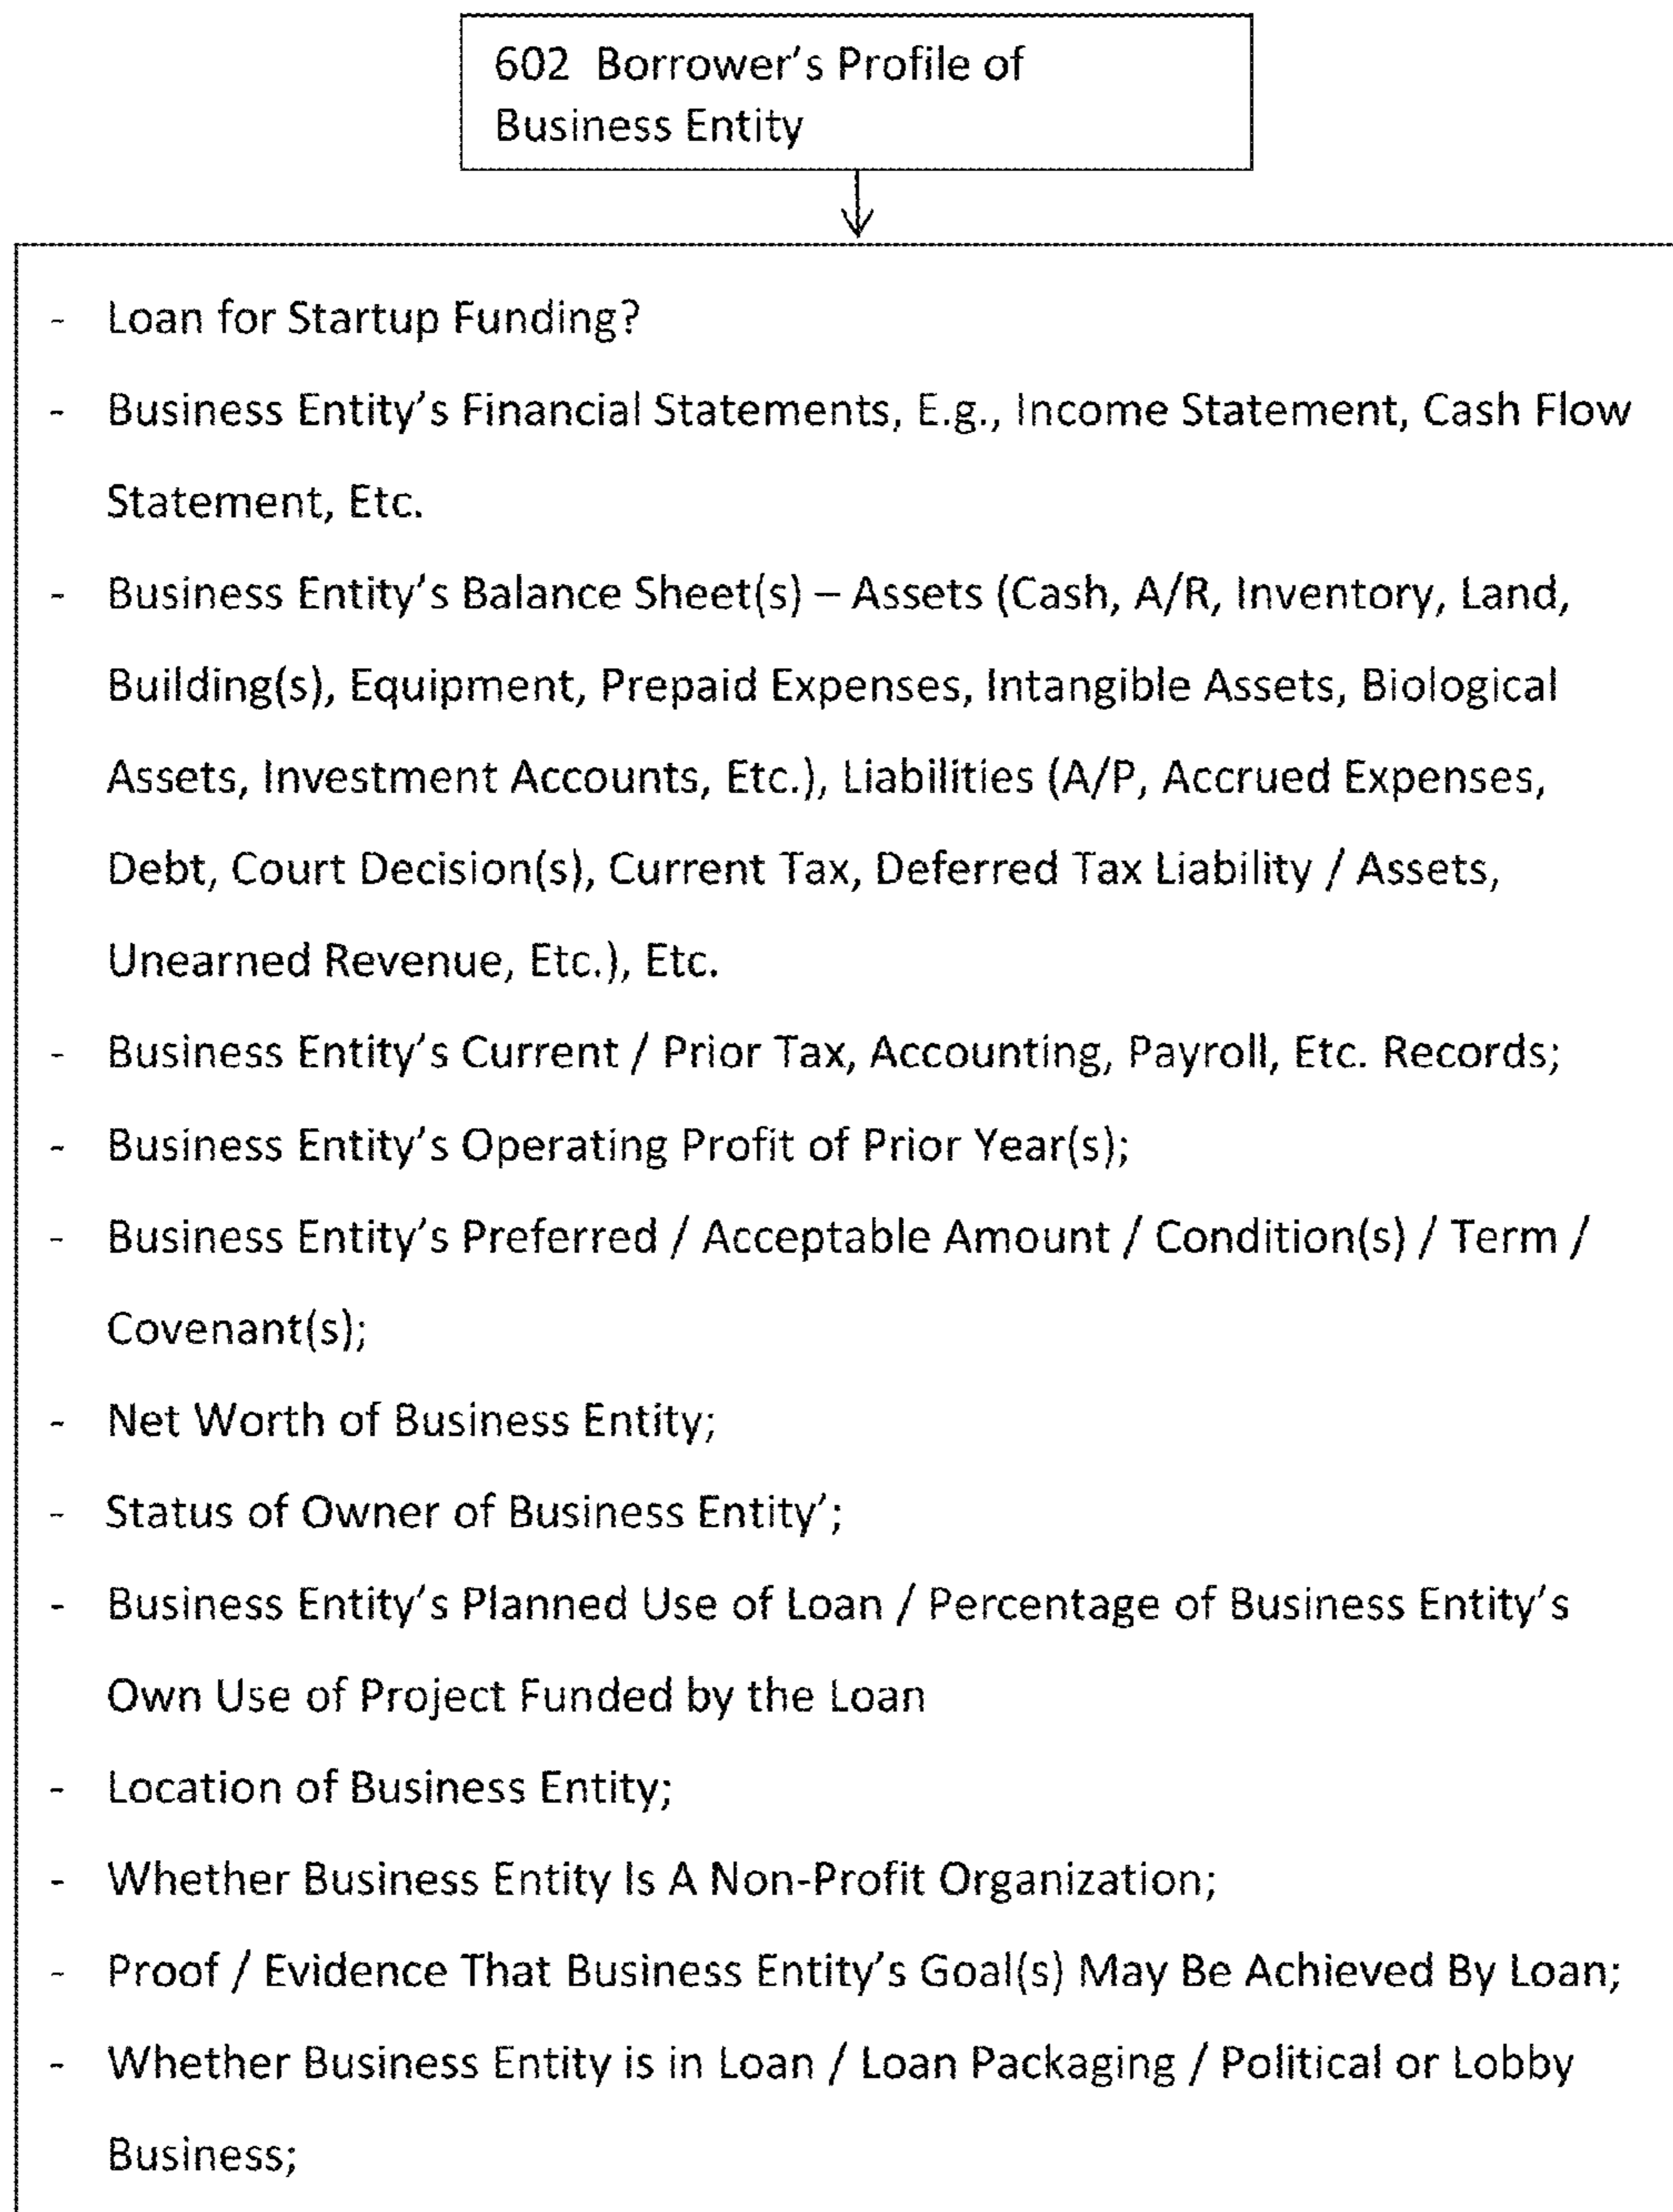 602 Borrower's Profile of
Business Entity
- Loan for Startup Funding?
- Business Entity's Financial Statements, E.g., Income Statement, Cash Flow
Statement, Etc.
- Business Entity's Balance Sheet(s) – Assets (Cash, A/R, Inventory, Land,
Building(s), Equipment, Prepaid Expenses, Intangible Assets, Biological
Assets, Investment Accounts, Etc.), Liabilities (A/P, Accrued Expenses,
Debt, Court Decision(s), Current Tax, Deferred Tax Liability / Assets,
Unearned Revenue, Etc.), Etc.
- Business Entity's Current / Prior Tax, Accounting, Payroll, Etc. Records;
- Business Entity's Operating Profit of Prior Year(s);
- Business Entity's Preferred / Acceptable Amount / Condition(s) / Term /
Covenant(s);
- Net Worth of Business Entity;
- Status of Owner of Business Entity';
- Business Entity's Planned Use of Loan / Percentage of Business Entity's
Own Use of Project Funded by the Loan
- Location of Business Entity;
- Whether Business Entity Is A Non-Profit Organization;
- Proof / Evidence That Business Entity's Goal(s) May Be Achieved By Loan;
- Whether Business Entity is in Loan / Loan Packaging / Political or Lobby
Business;